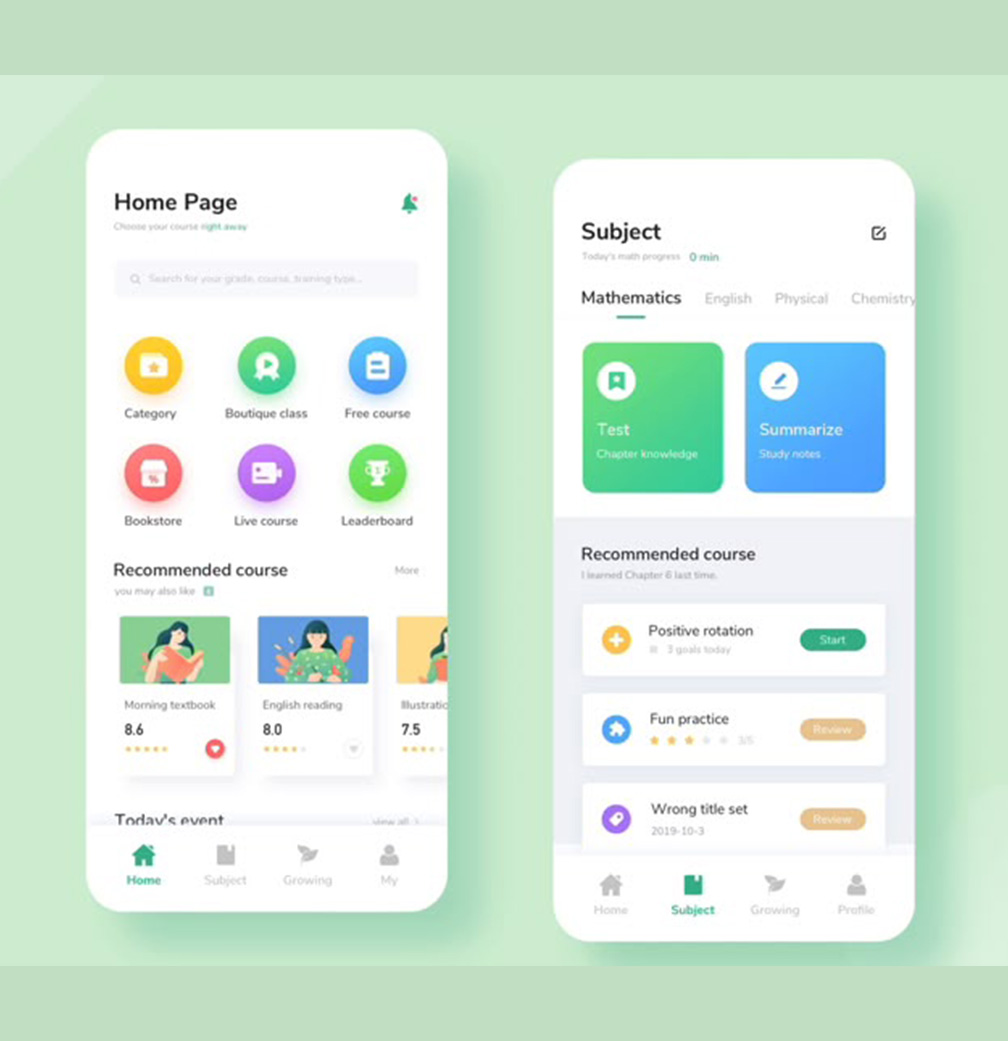 Home Page
Choose your course right away
Search for your grade, course, training type...
Category
Boutique class
Free course
%
1
Bookstore
Live course
Leaderboard
Recommended course
More
you may also like
Morning textbook
English reading
Illustratio
8.6
8.0
7.5
Today's event
view all >
Home
Subject
Growing
My
Subject
Today's math progress 0 min
Mathematics
English
Physical
Chemistry
Test
Chapter knowledge
Summarize
Study notes
Recommended course
I learned Chapter 6 last time.
Positive rotation
3 goals today
Start
Fun practice
3/5
Review
Wrong title set
2019-10-3
Review
Home
Subject
Growing
Profile